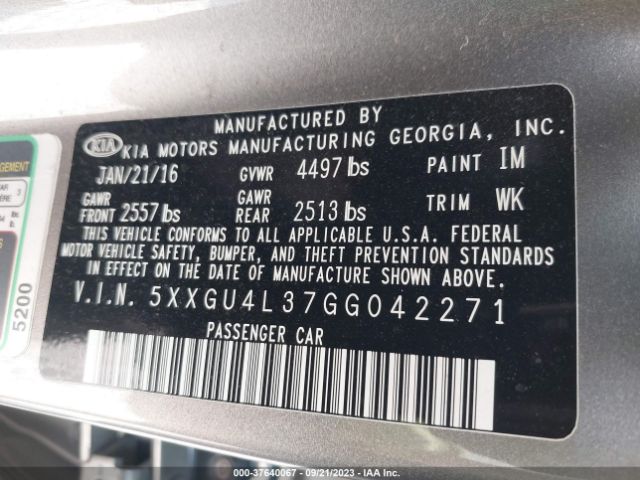 MANUFACTURED BY
KIA KIA MOTORS MANUFACTURING GEORGIA, INC.
JAN/21/16 GVWR 4497 lbs PAINT IM
GAWR FRONT 2557 lbs GAWR REAR 2513 lbs TRIM WK
THIS VEHICLE CONFORMS TO ALL APPLICABLE U.S.A. FEDERAL
MOTOR VEHICLE SAFETY, BUMPER, AND THEFT PREVENTION STANDARDS
IN EFFECT ON THE DATE OF MANUFACTURE SHOWN ABOVE.
V.I.N. 5XXGU4L37GG042271
PASSENGER CAR
5200
000-37640067 - 09/21/2023 - IAA Inc.